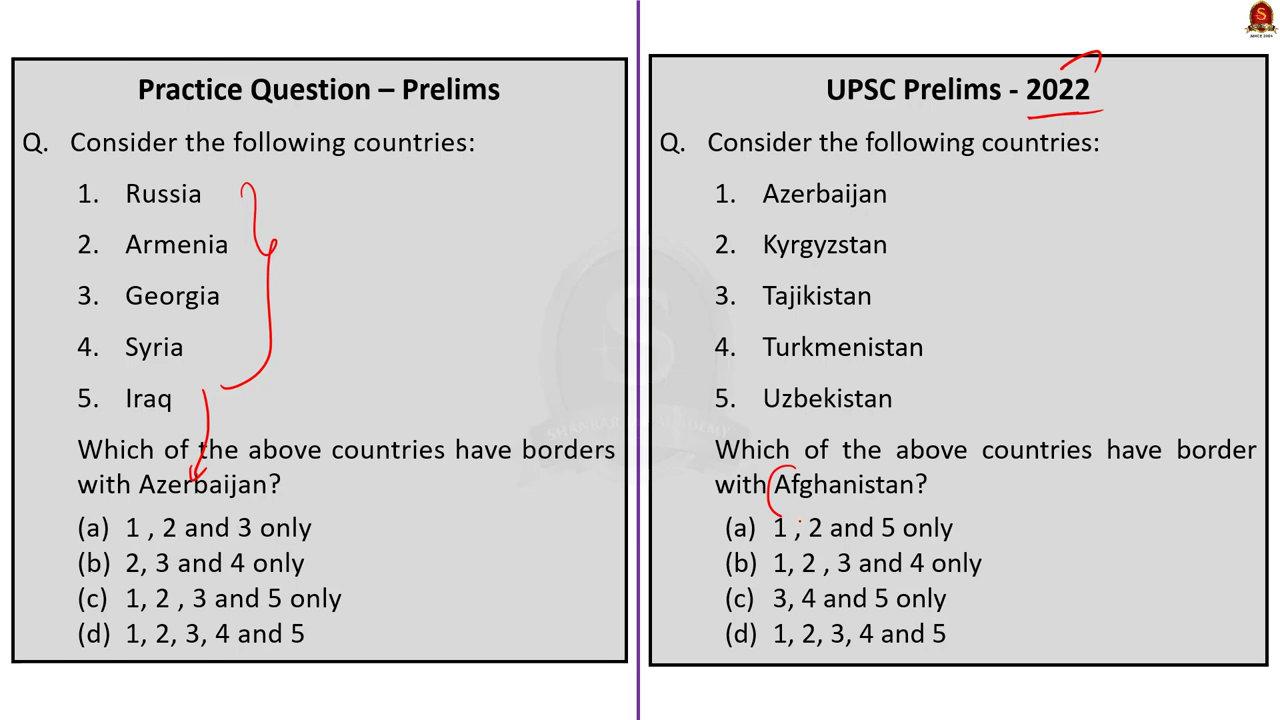 Practice Question – Prelims
Q. Consider the following countries:
1. Russia
2. Armenia
3. Georgia
4. Syria
5. Iraq
Which of the above countries have borders
with Azerbaijan?
(a) 1 , 2 and 3 only
(b) 2, 3 and 4 only
(c) 1, 2 , 3 and 5 only
(d) 1, 2, 3, 4 and 5
UPSC Prelims - 2022
Q. Consider the following countries:
1. Azerbaijan
2. Kyrgyzstan
3. Tajikistan
4. Turkmenistan
5. Uzbekistan
Which of the above countries have border
with Afghanistan?
(a) 1 , 2 and 5 only
(b) 1, 2 , 3 and 4 only
(c) 3, 4 and 5 only
(d) 1, 2, 3, 4 and 5
S
SINCE 2004